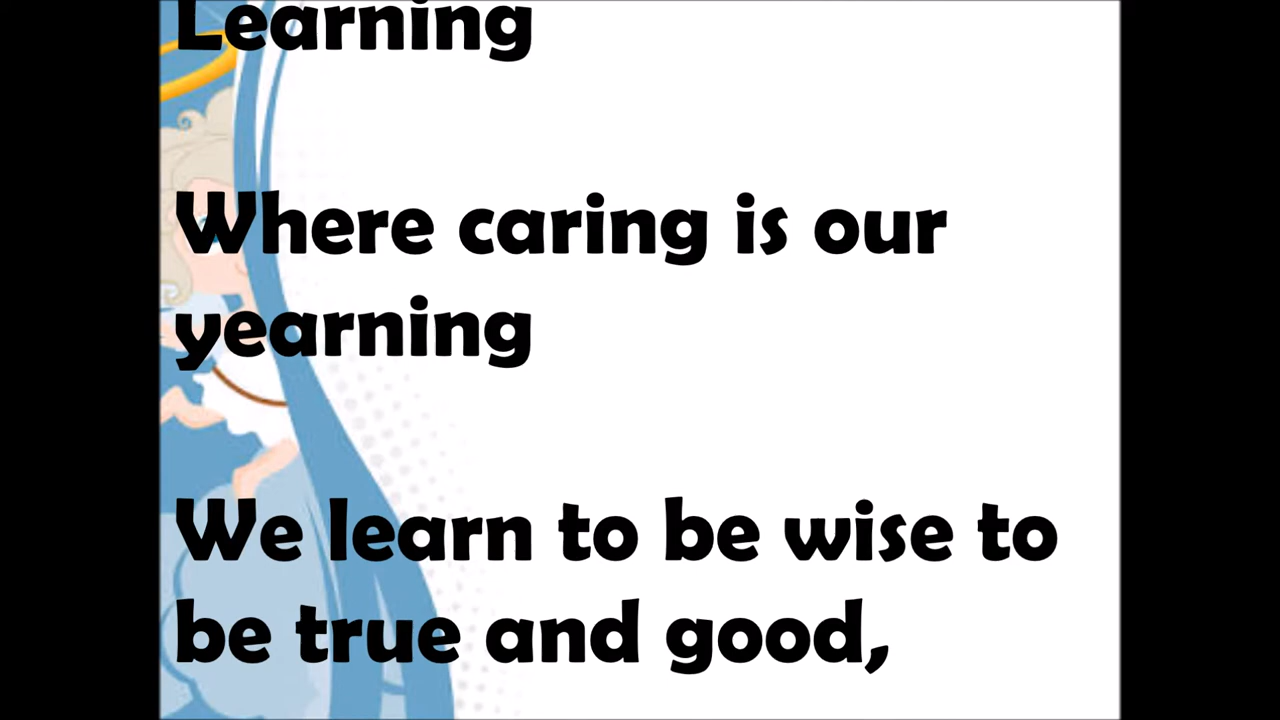 Learning
Where caring is our
yearning
We learn to be wise to
be true and good,